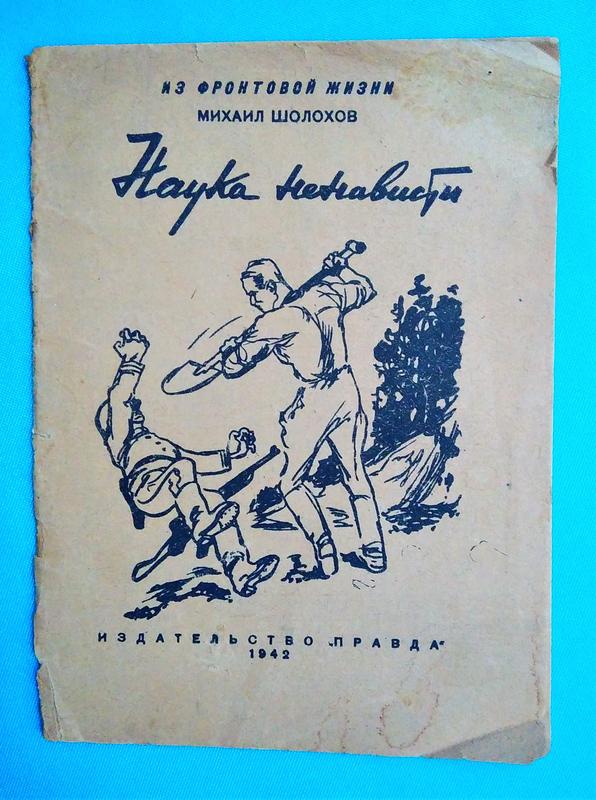 ИЗ ФРОНТОВОЙ ЖИЗНИ
МИХАИЛ ШОЛОХОВ
Наука ненависти
ИЗДАТЕЛЬСТВО „ПРАВДА"
1942